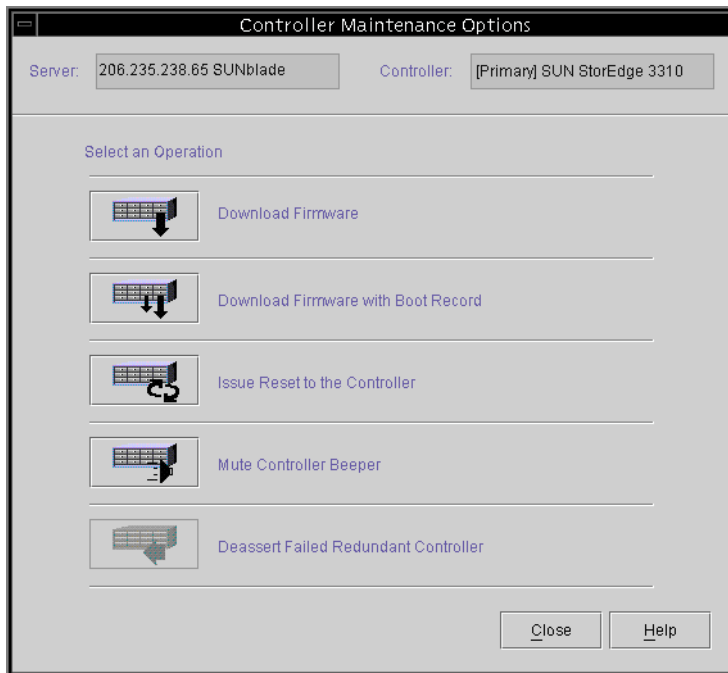 Controller Maintenance Options
Server: 206.235.238.65 SUNblade Controller: [Primary] SUN StorEdge 3310
Select an Operation
Download Firmware
Download Firmware with Boot Record
Issue Reset to the Controller
Mute Controller Beeper
Deassert Failed Redundant Controller
Close Help